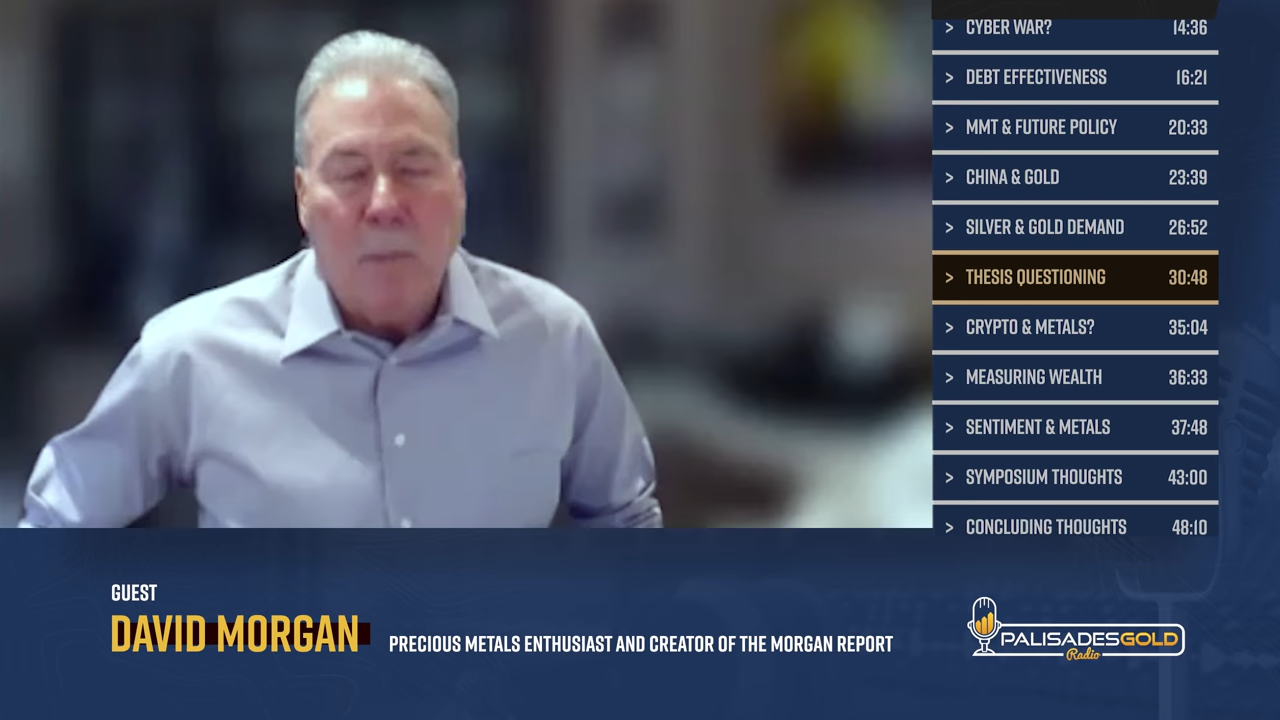 > CYBER WAR? 14:36
> DEBT EFFECTIVENESS 16:21
> MMT & FUTURE POLICY 20:33
> CHINA & GOLD 23:39
> SILVER & GOLD DEMAND 26:52
> THESIS QUESTIONING 30:48
> CRYPTO & METALS? 35:04
> MEASURING WEALTH 36:33
> SENTIMENT & METALS 37:48
> SYMPOSIUM THOUGHTS 43:00
> CONCLUDING THOUGHTS 48:10
GUEST
DAVID MORGAN PRECIOUS METALS ENTHUSIAST AND CREATOR OF THE MORGAN REPORT
PALISADESGOLD
Radio